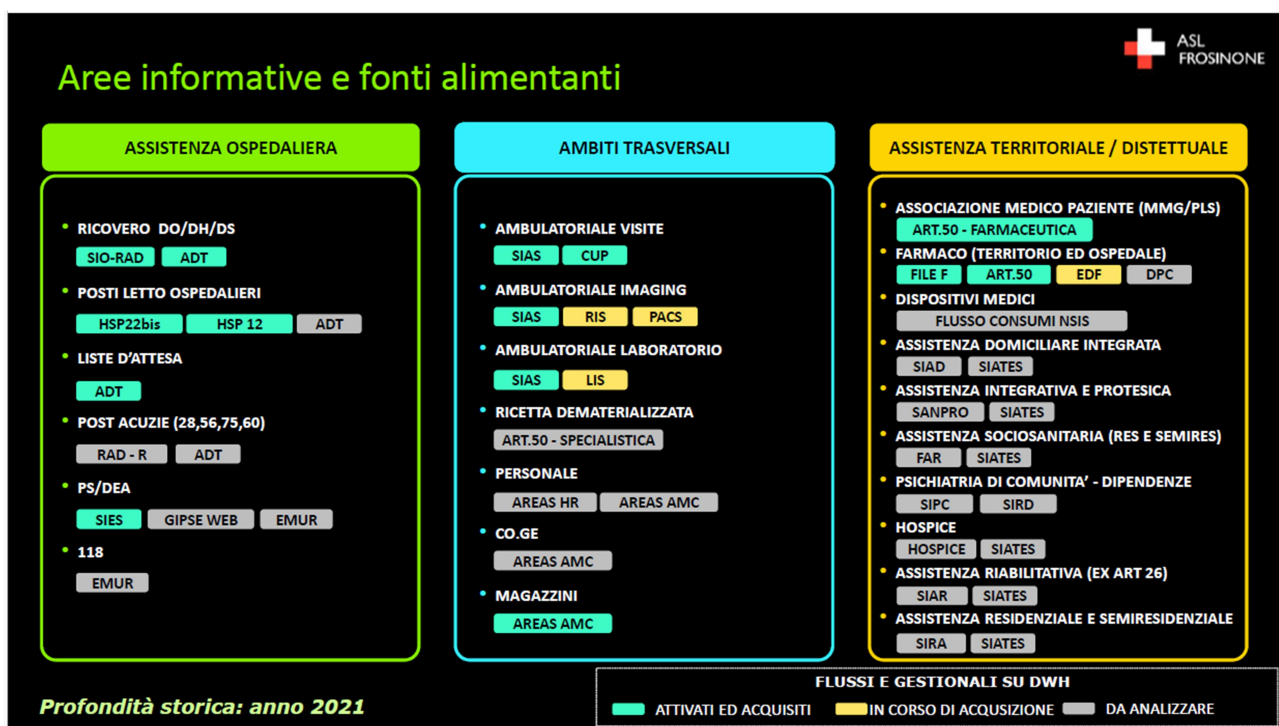 Aree informative e fonti alimentanti
ASL
FROSINONE
ASSISTENZA OSPEDALIERA
• RICOVERO DO/DH/DS
SIO-RAD ADT
• POSTI LETTO OSPEDALIERI
HSP22bis HSP 12 ADT
• LISTE D'ATTESA
ADT
• POST ACUZIE (28,56,75,60)
RAD - R ADT
• PS/DEA
SIES GIPSE WEB EMUR
• 118
EMUR
AMBITI TRASVERSALI
• AMBULATORIALE VISITE
SIAS CUP
• AMBULATORIALE IMAGING
SIAS RIS PACS
• AMBULATORIALE LABORATORIO
SIAS LIS
• RICETTA DEMATERIALIZZATA
ART.50 - SPECIALISTICA
• PERSONALE
AREAS HR AREAS AMC
• CO.GE
AREAS AMC
• MAGAZZINI
AREAS AMC
ASSISTENZA TERRITORIALE / DISTETTUALE
• ASSOCIAZIONE MEDICO PAZIENTE (MMG/PLS)
ART.50 - FARMACEUTICA
• FARMACO (TERRITORIO ED OSPEDALE)
FILE F ART.50 EDF DPC
• DISPOSITIVI MEDICI
FLUSSO CONSUMI NSIS
• ASSISTENZA DOMICILIARE INTEGRATA
SIAD SIATES
• ASSISTENZA INTEGRATIVA E PROTESICA
SANPRO SIATES
• ASSISTENZA SOCIOSANITARIA (RES E SEMIRES)
FAR SIATES
• PSICHIATRIA DI COMUNITA' - DIPENDENZE
SIPC SIRD
• HOSPICE
HOSPICE SIATES
• ASSISTENZA RIABILITATIVA (EX ART 26)
SIAR SIATES
• ASSISTENZA RESIDENZIALE E SEMIRESIDENZIALE
SIRA SIATES
Profondità storica: anno 2021
FLUSSI E GESTIONALI SU DWH
ATTIVATI ED ACQUISITI IN CORSO DI ACQUSIZIONE DA ANALIZZARE